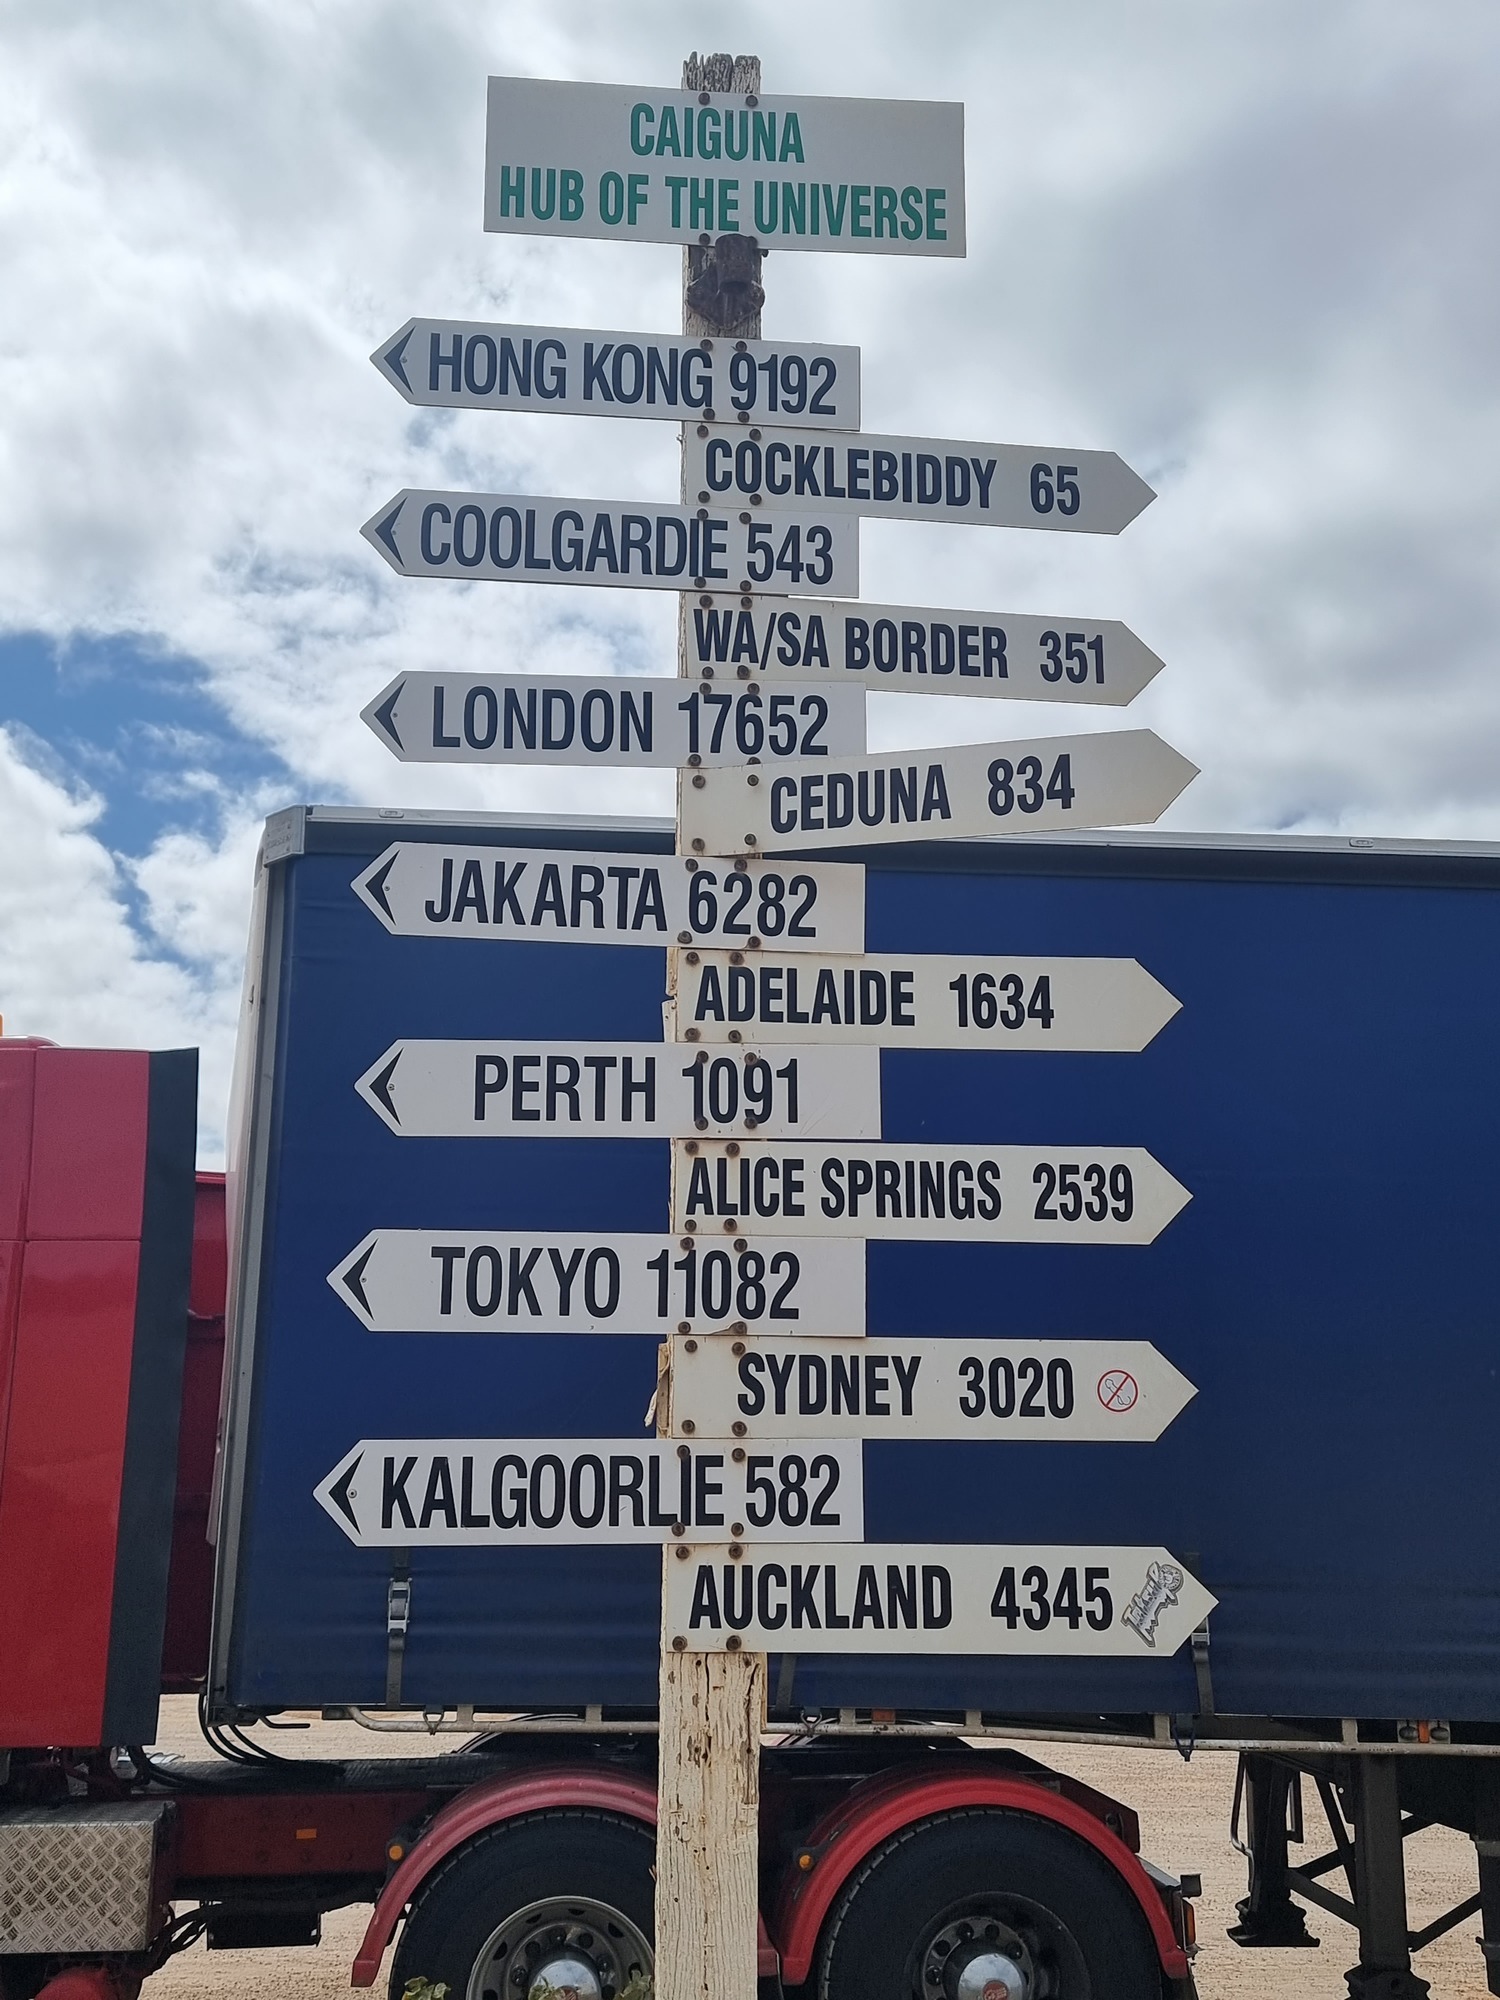 CAIGUNA
HUB OF THE UNIVERSE
HONG KONG 9192
COCKLEBIDDY 65
COOLGARDIE 543
WA/SA BORDER 351
LONDON 17652
CEDUNA 834
JAKARTA 6282
ADELAIDE 1634
PERTH 1091
ALICE SPRINGS 2539
TOKYO 11082
SYDNEY 3020
KALGOORLIE 582
AUCKLAND 4345